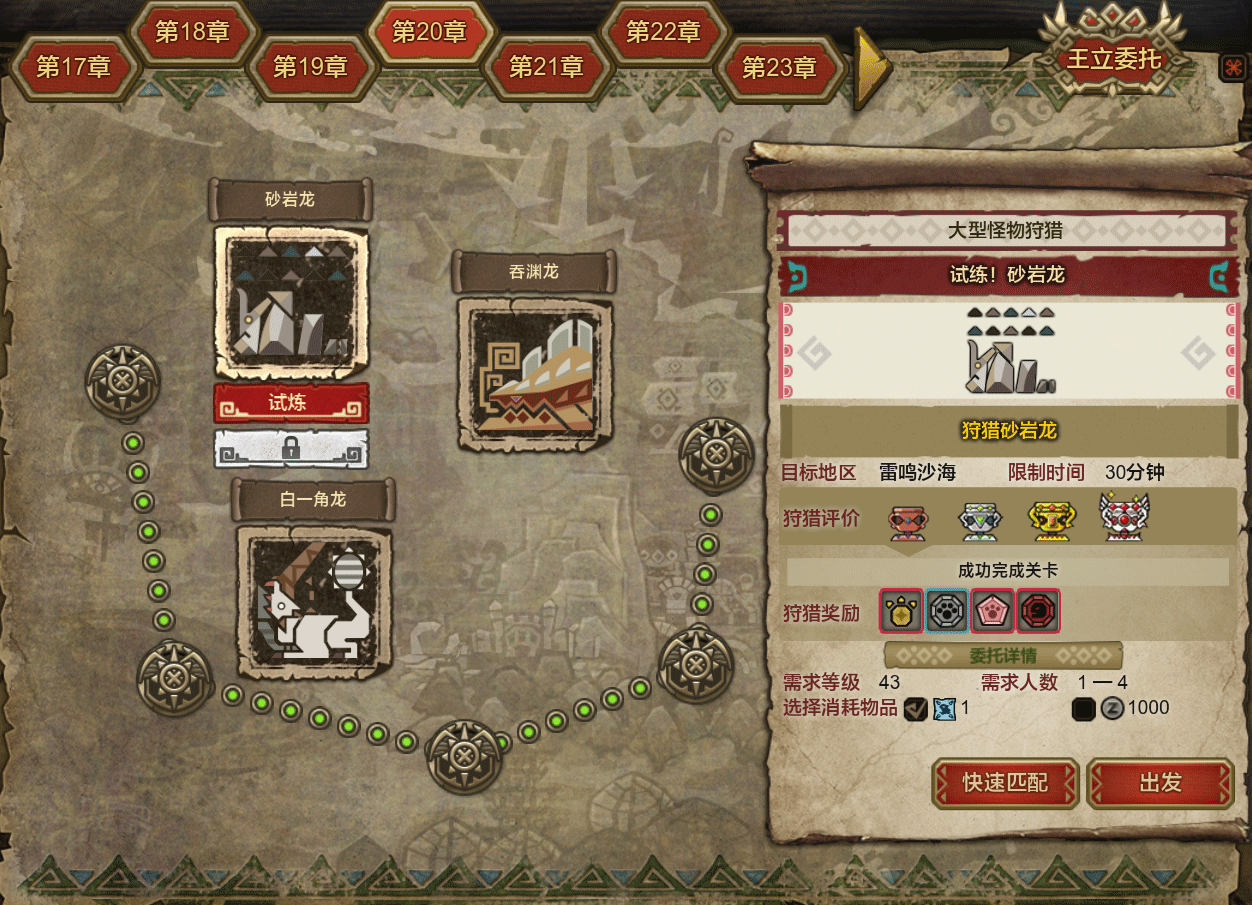 第17章
第18章
第19章
第20章
第21章
第22章
第23章
王立委托
砂岩龙
试炼
吞渊龙
白一角龙
大型怪物狩猎
试炼！砂岩龙
狩猎砂岩龙
目标地区 雷鸣沙海 限制时间 30分钟
狩猎评价
成功完成关卡
狩猎奖励
委托详情
需求等级 43 需求人数 1 — 4
选择消耗物品 1 Z 1000
快速匹配 出发